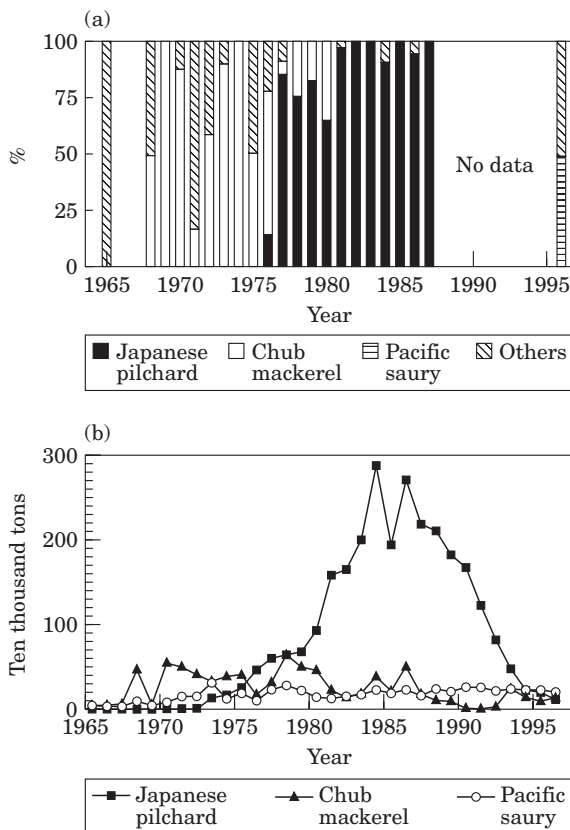 (a)
100
75
50
25
0
%
No data
1965 1970 1975 1980 1985 1990 1995
Year
Japanese pilchard
Chub mackerel
Pacific saury
Others
(b)
300
200
100
0
Ten thousand tons
1965 1970 1975 1980 1985 1990 1995
Year
Japanese pilchard
Chub mackerel
Pacific saury